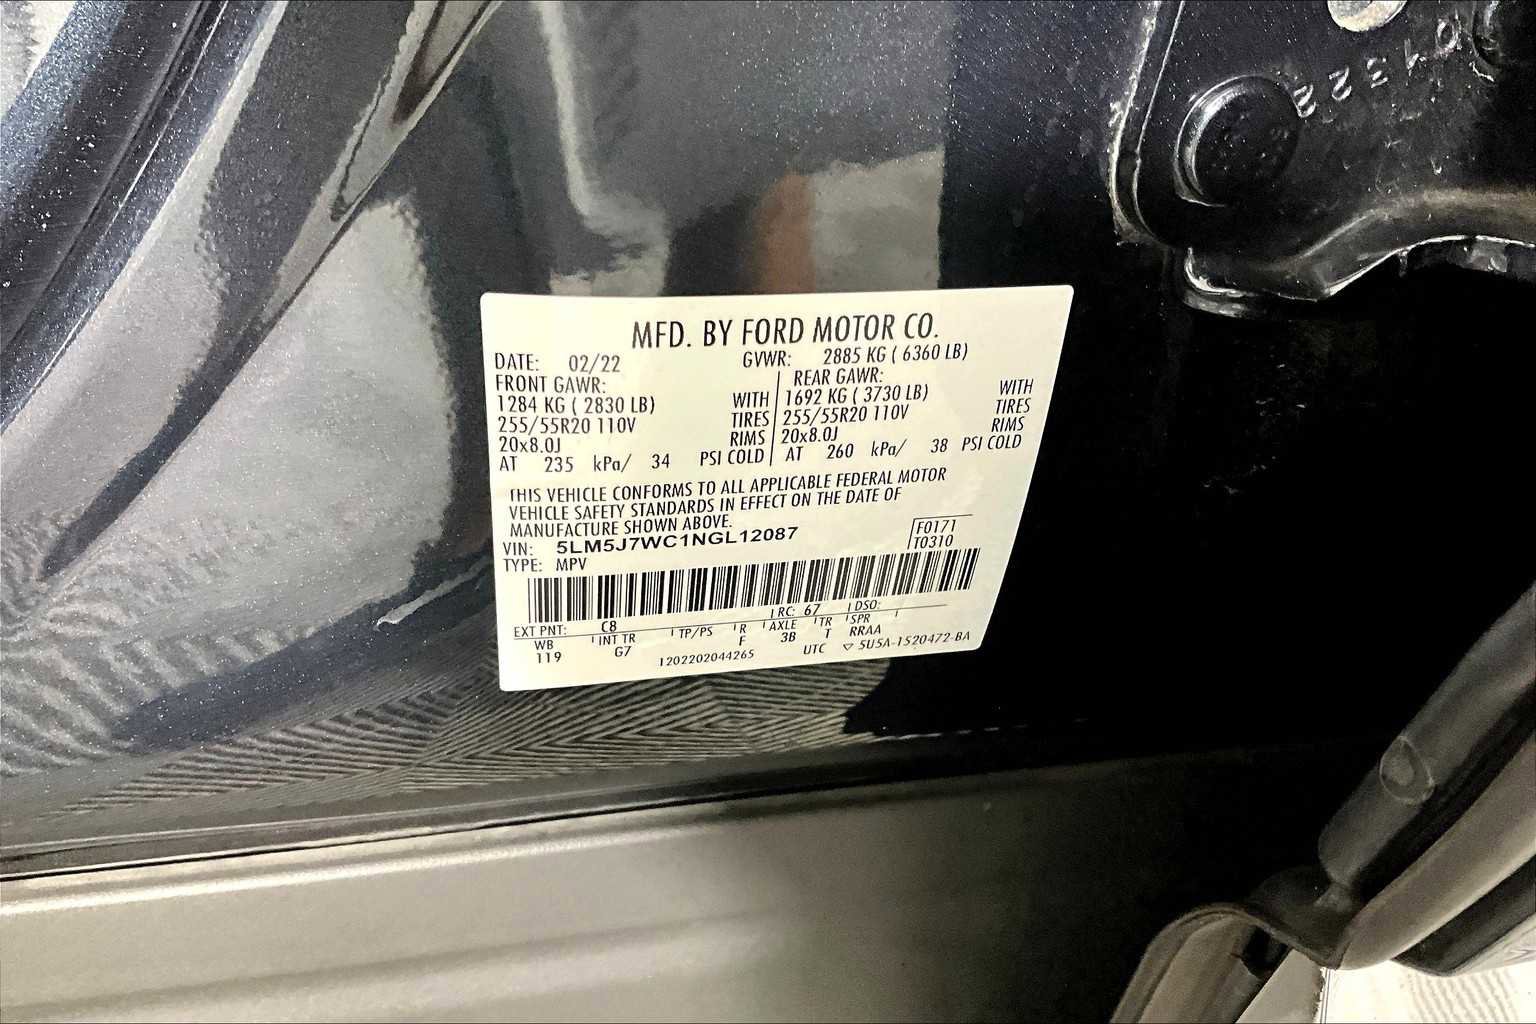 MFD. BY FORD MOTOR CO.
DATE: 02/22 GVWR: 2885 KG ( 6360 LB)
FRONT GAWR: REAR GAWR:
1284 KG ( 2830 LB) WITH 1692 KG ( 3730 LB) WITH
255/55R20 110V TIRES 255/55R20 110V TIRES
20x8.0J RIMS 20x8.0J RIMS
AT 235 kPa/ 34 PSI COLD AT 260 kPa/ 38 PSI COLD
THIS VEHICLE CONFORMS TO ALL APPLICABLE FEDERAL MOTOR
VEHICLE SAFETY STANDARDS IN EFFECT ON THE DATE OF
MANUFACTURE SHOWN ABOVE.
VIN: 5LM5J7WC1NGL12087 F0171
TYPE: MPV T0310
EXT PNT: C8 RC: 67 DSO:
WB INT TR TP/PS R AXLE TR SPR
119 G7 F 3B T RRAA
1202202044265 UTC 5U5A-1520472-BA